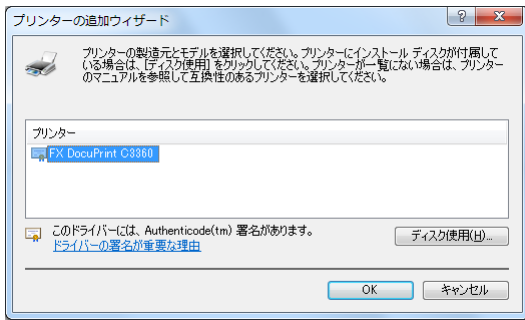 プリンターの追加ウィザード
プリンターの製造元とモデルを選択してください。プリンターにインストール ディスクが付属して
いる場合は、[ディスク使用] をクリックしてください。プリンターが一覧にない場合は、プリンター
のマニュアルを参照して互換性のあるプリンターを選択してください。
プリンター
FX DocuPrint C3360
このドライバーには、Authenticode(tm) 署名があります。
ディスク使用(H)...
ドライバーの署名が重要な理由
OK
キャンセル